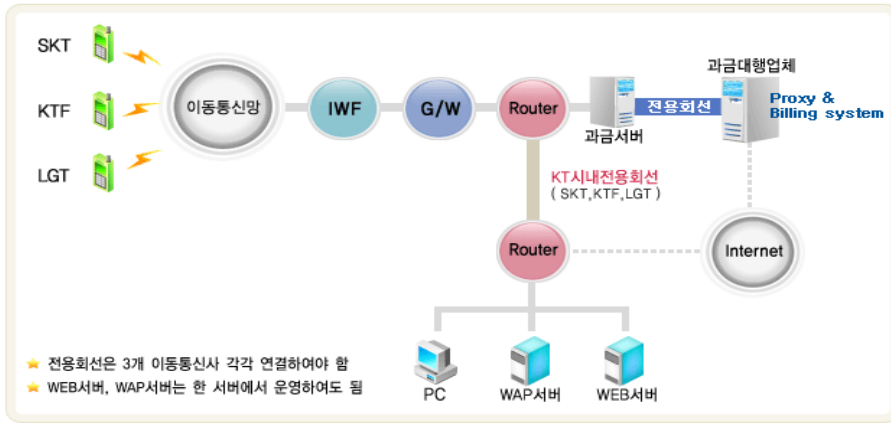 SKT
KTF
LGT
이동통신망
IWF
G/W
Router
과금서버
전용회선
과금대행업체
Proxy &
Billing system
KT시내전용회선
( SKT,KTF,LGT )
Router
Internet
PC
WAP서버
WEB서버
전용회선은 3개 이동통신사 각각 연결하여야 함
WEB서버, WAP서버는 한 서버에서 운영하여도 됨